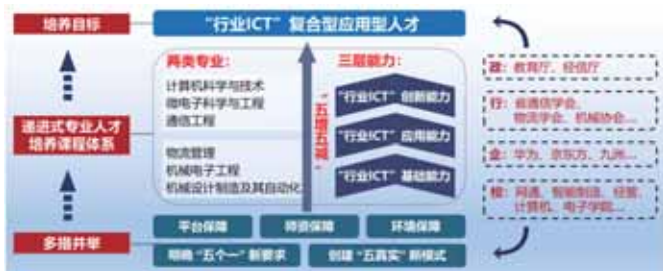 培养目标
"行业ICT"复合型应用型人才
两类专业：
计算机科学与技术
微电子科学与工程
通信工程
物流管理
机械电子工程
机械设计制造及其自动化
"五增五减"
三层能力：
"行业ICT"创新能力
"行业ICT"应用能力
"行业ICT"基础能力
递进式专业人才
培养课程体系
多措并举
平台保障
师资保障
环境保障
明确"五个一"新要求
创建"五真实"新模式
政：教育厅、经信厅
行：省通信学会、
物流学会、机械协会...
企：华为、京东方、九洲...
校：网通、智能制造、经管、
计算机、电子学院...